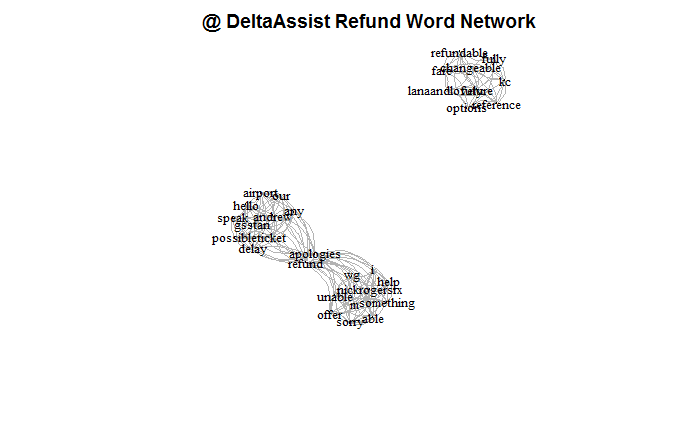 @ DeltaAssist Refund Word Network
refundable
fully
changeable
fare
kc
future
reference
options
airport
our
hello
any
speak
andrew
gsstan
possible
ticket
delay
apologies
refund
i
wg
help
nickrogersfx
unable
m
something
offer
sorry
able